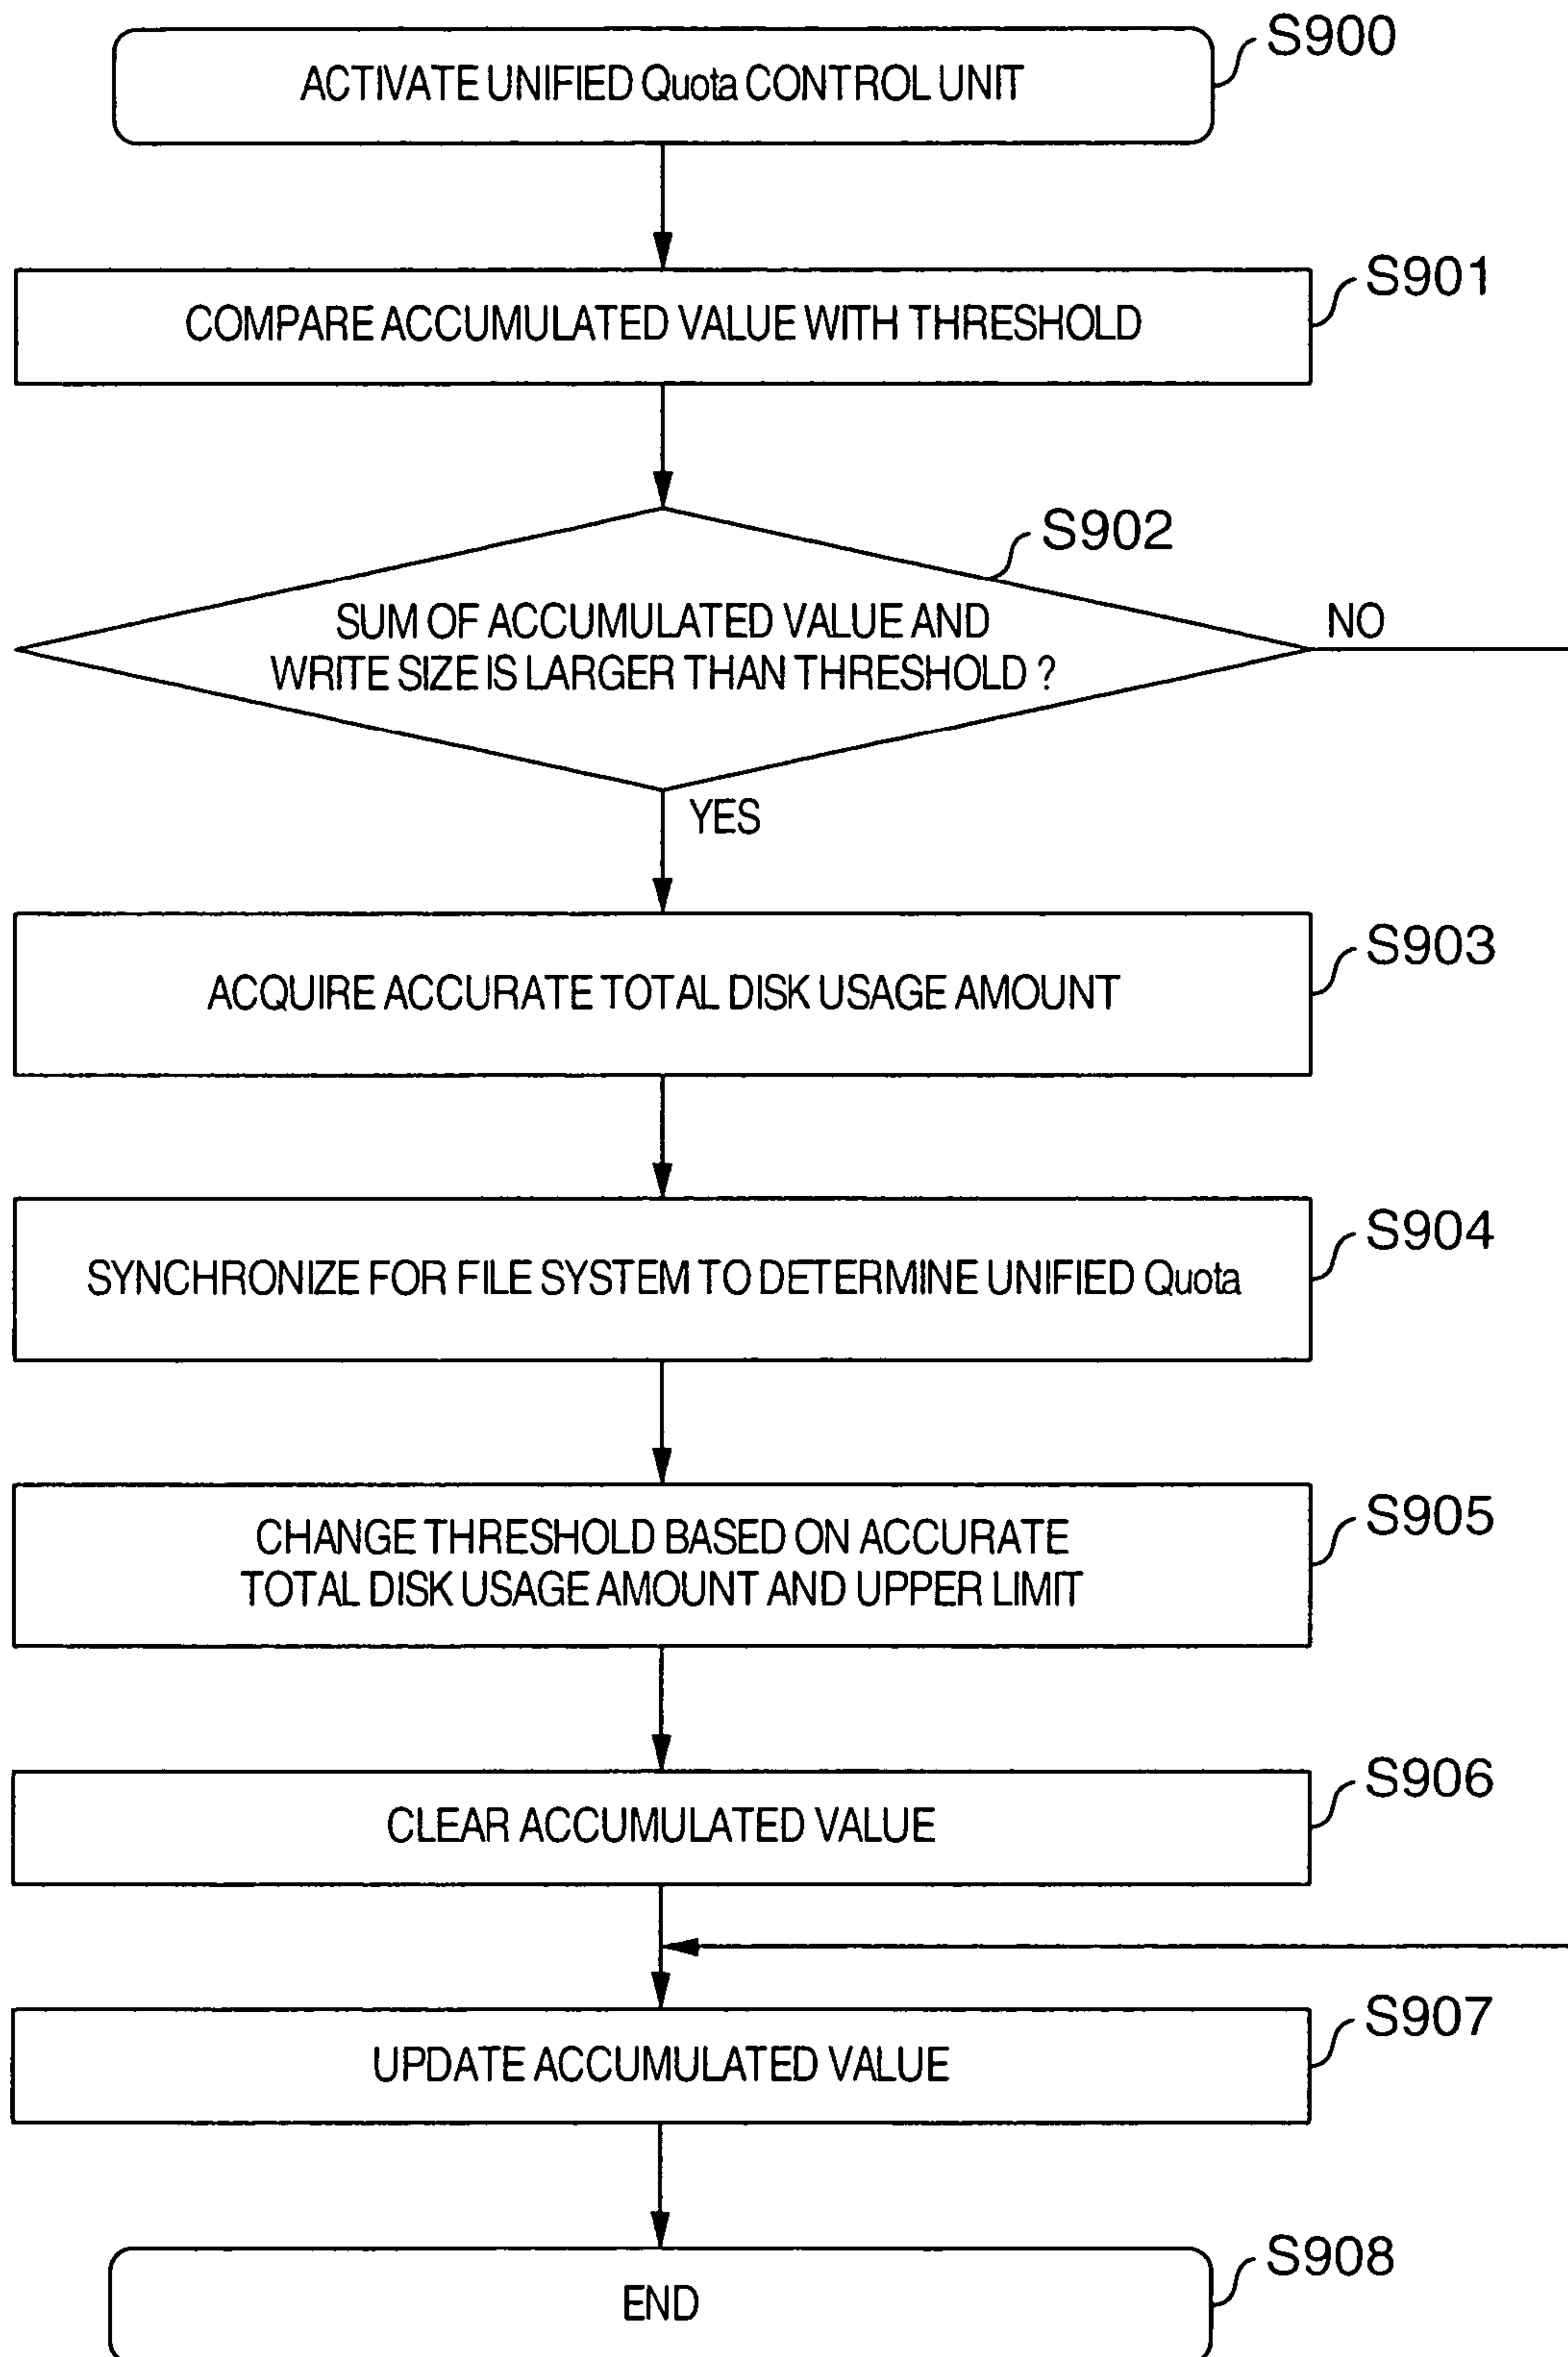 S900
ACTIVATE UNIFIED Quota CONTROL UNIT
S901
COMPARE ACCUMULATED VALUE WITH THRESHOLD
S902
SUM OF ACCUMULATED VALUE AND
WRITE SIZE IS LARGER THAN THRESHOLD ?
NO
YES
S903
ACQUIRE ACCURATE TOTAL DISK USAGE AMOUNT
S904
SYNCHRONIZE FOR FILE SYSTEM TO DETERMINE UNIFIED Quota
S905
CHANGE THRESHOLD BASED ON ACCURATE
TOTAL DISK USAGE AMOUNT AND UPPER LIMIT
S906
CLEAR ACCUMULATED VALUE
S907
UPDATE ACCUMULATED VALUE
S908
END